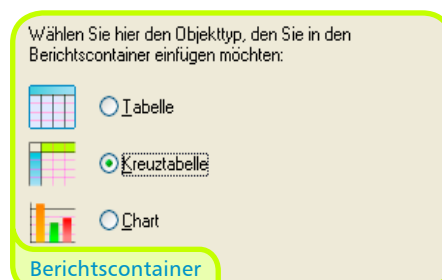 Wählen Sie hier den Objekttyp, den Sie in den
Berichtscontainer einfügen möchten:
Tabelle
Kreuztabelle
Chart
Berichtscontainer